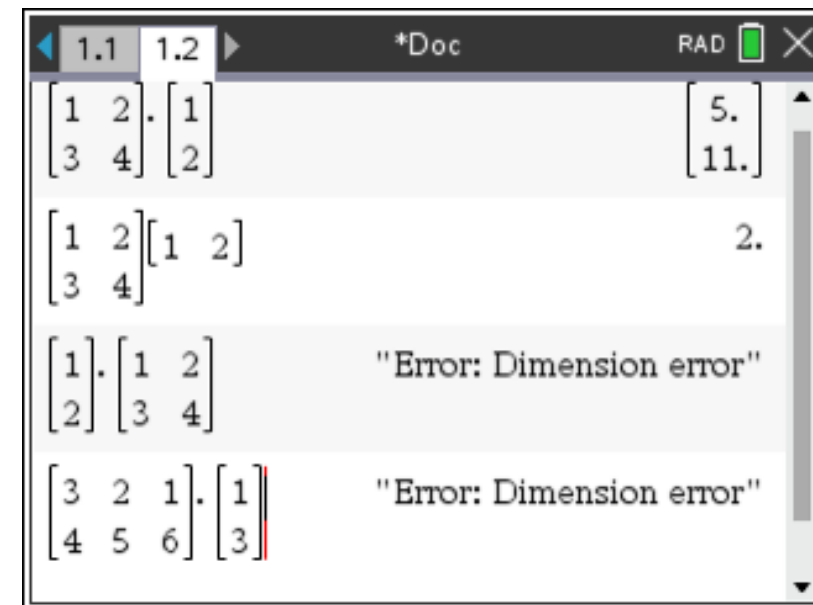 1.1 1.2 *Doc RAD
[1 2; 3 4]·[1; 2] [5.; 11.]
[1 2; 3 4][1 2] 2.
[1; 2]·[1 2; 3 4] "Error: Dimension error"
[3 2 1; 4 5 6]·[1; 3] "Error: Dimension error"